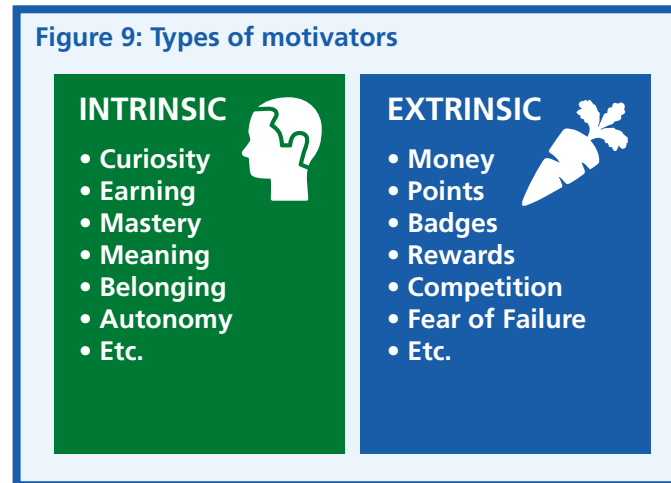 Figure 9: Types of motivators
INTRINSIC
• Curiosity
• Earning
• Mastery
• Meaning
• Belonging
• Autonomy
• Etc.
EXTRINSIC
• Money
• Points
• Badges
• Rewards
• Competition
• Fear of Failure
• Etc.